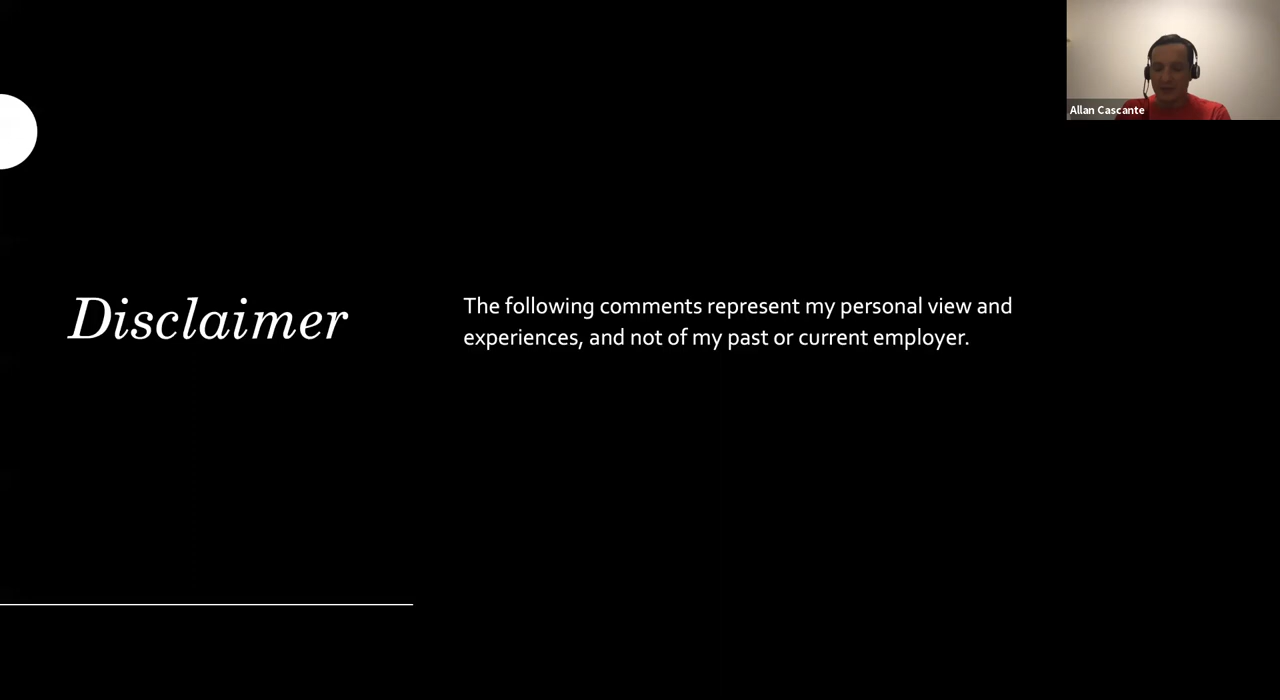 Allan Cascante
Disclaimer
The following comments represent my personal view and
experiences, and not of my past or current employer.